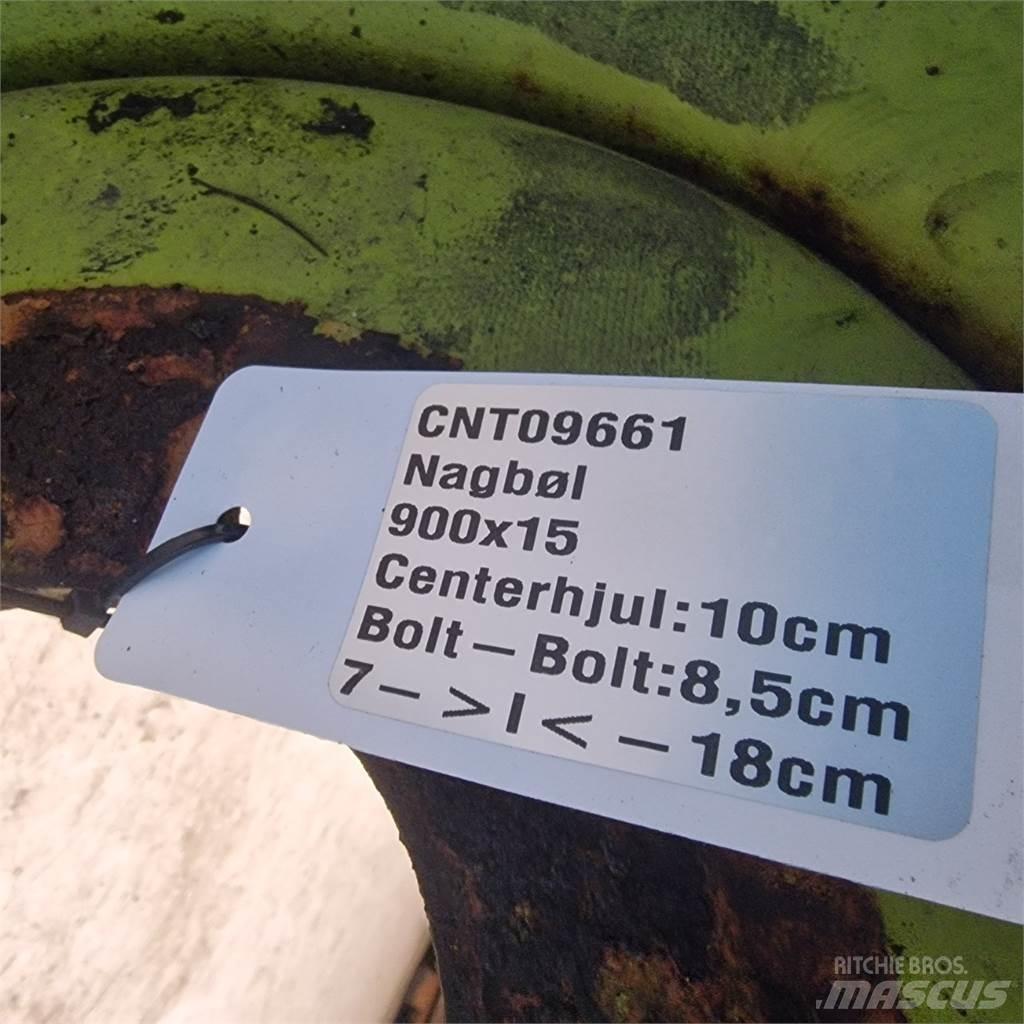 CNT09661
Nagbøl
900x15
Centerhjul:10cm
Bolt – Bolt:8,5cm
7– >I< –18cm
RITCHIE BROS.
MASCUS